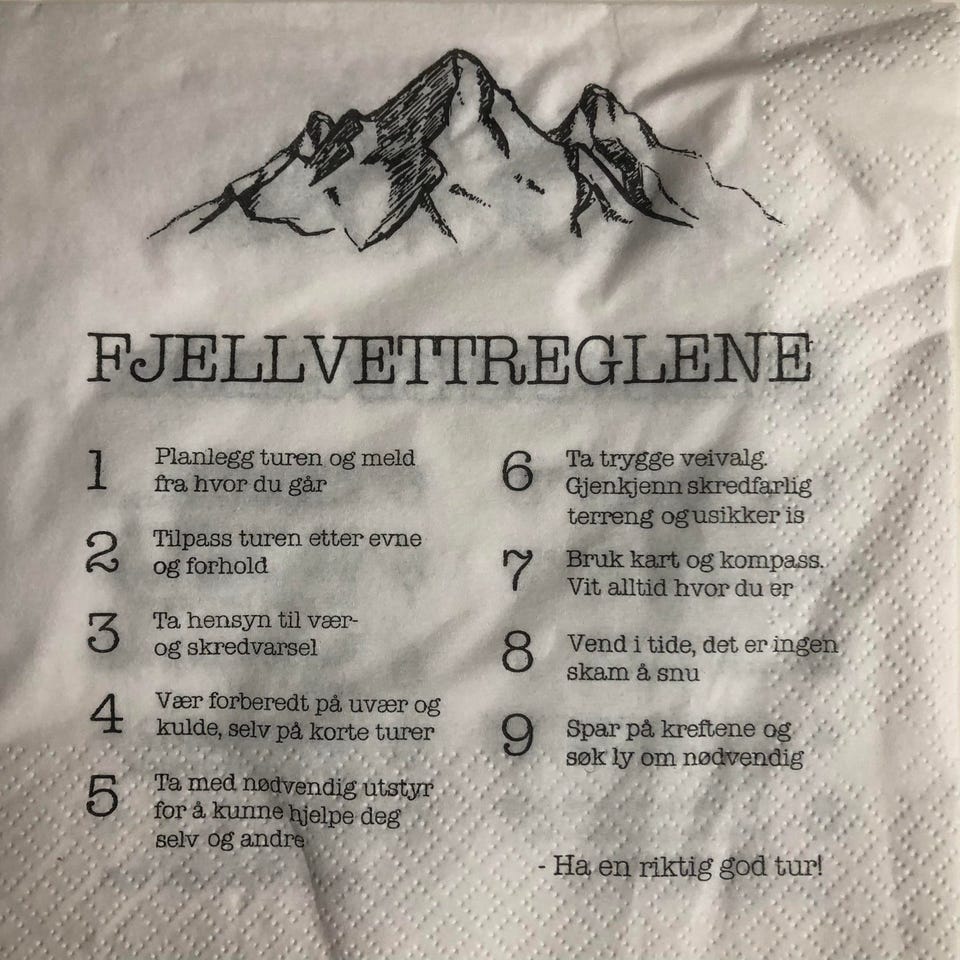 FJELLVETTREGLENE
1 Planlegg turen og meld
fra hvor du går
2 Tilpass turen etter evne
og forhold
3 Ta hensyn til vær-
og skredvarsel
4 Vær forberedt på uvær og
kulde, selv på korte turer
5 Ta med nødvendig utstyr
for å kunne hjelpe deg
selv og andre
6 Ta trygge veivalg.
Gjenkjenn skredfarlig
terreng og usikker is
7 Bruk kart og kompass.
Vit alltid hvor du er
8 Vend i tide, det er ingen
skam å snu
9 Spar på kreftene og
søk ly om nødvendig
- Ha en riktig god tur!